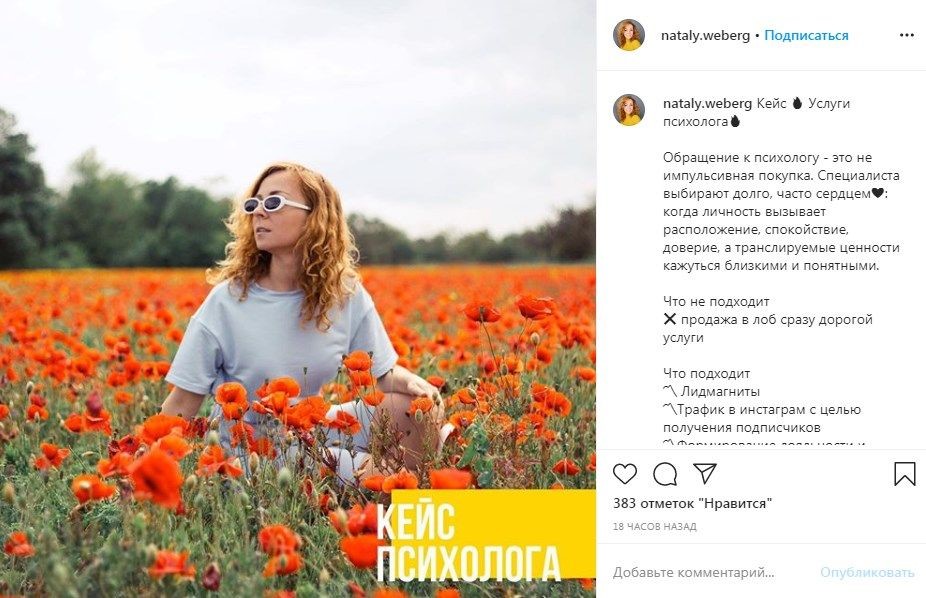 КЕЙС
ПСИХОЛОГА
nataly.weberg • Подписаться
nataly.weberg Кейс Услуги
психолога
Обращение к психологу - это не
импульсивная покупка. Специалиста
выбирают долго, часто сердцем🖤:
когда личность вызывает
расположение, спокойствие,
доверие, а транслируемые ценности
кажутся близкими и понятными.
Что не подходит
❌ продажа в лоб сразу дорогой
услуги
Что подходит
〽\ Лидмагниты
〽\Трафик в инстаграм с целью
получения подписчиков
383 отметок "Нравится"
18 ЧАСОВ НАЗАД
Добавьте комментарий...
Опубликовать